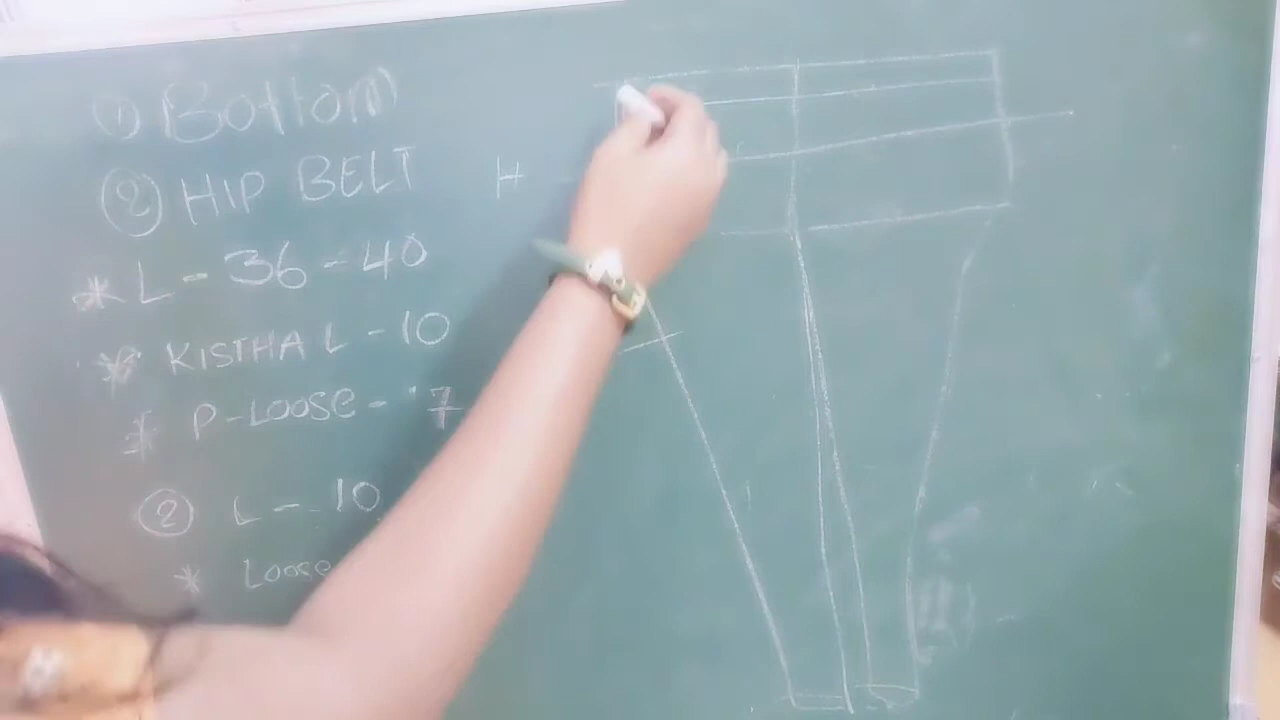 ① Bottom
② HIP BELT
* L - 36 - 40
* KISTHA L - 10
* P-LOOSE - 7
② L - 10
* Loose
H